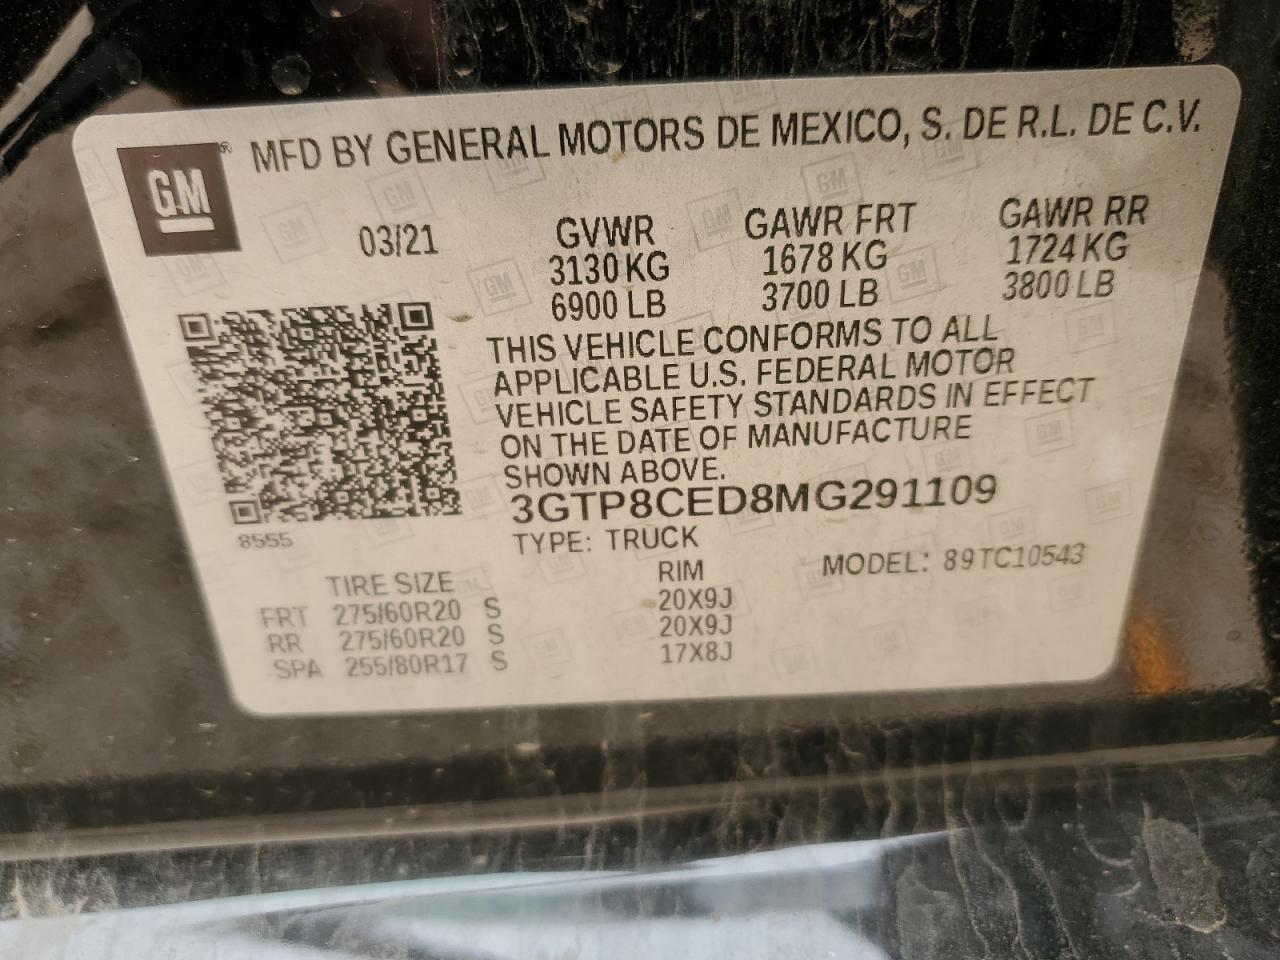 GM
MFD BY GENERAL MOTORS DE MEXICO, S. DE R.L. DE C.V.
03/21
GVWR
3130 KG
6900 LB
GAWR FRT
1678 KG
3700 LB
GAWR RR
1724 KG
3800 LB
THIS VEHICLE CONFORMS TO ALL
APPLICABLE U.S. FEDERAL MOTOR
VEHICLE SAFETY STANDARDS IN EFFECT
ON THE DATE OF MANUFACTURE
SHOWN ABOVE.
3GTP8CED8MG291109
8555
TYPE: TRUCK
MODEL: 89TC10543
TIRE SIZE RIM
FRT 275/60R20 S 20X9J
RR 275/60R20 S 20X9J
SPA 255/80R17 S 17X8J